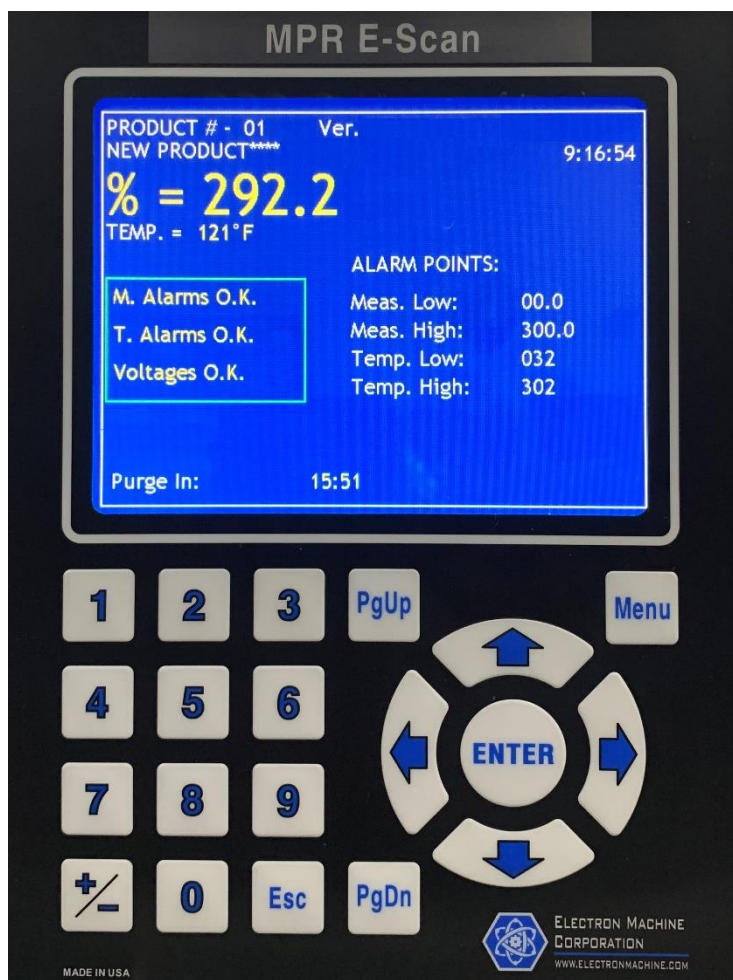 MPR E-Scan
PRODUCT # - 01 Ver.
NEW PRODUCT****
9:16:54
% = 292.2
TEMP. = 121°F
ALARM POINTS:
M. Alarms O.K.
T. Alarms O.K.
Voltages O.K.
Meas. Low: 00.0
Meas. High: 300.0
Temp. Low: 032
Temp. High: 302
Purge In: 15:51
1 2 3 PgUp Menu
4 5 6
ENTER
7 8 9
+/- 0 Esc PgDn
ELECTRON MACHINE
CORPORATION
WWW.ELECTRONMACHINE.COM
MADE IN USA